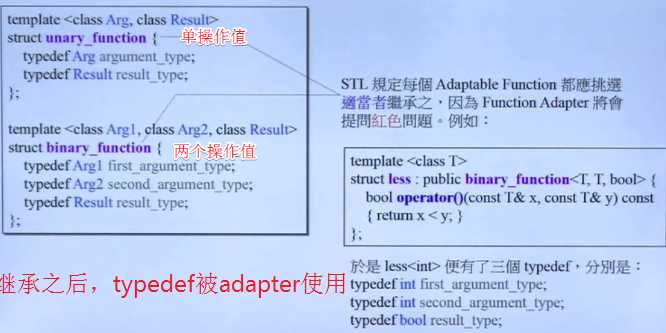 template <class Arg, class Result>
struct unary_function {
单操作值
typedef Arg argument_type;
typedef Result result_type;
};
template <class Arg1, class Arg2, class Result>
struct binary_function {
两个操作值
typedef Arg1 first_argument_type;
typedef Arg2 second_argument_type;
typedef Result result_type;
};
继承之后，typedef被adapter使用
STL 規定每個 Adaptable Function 都應挑選
適當者繼承之，因為 Function Adapter 將會
提問紅色問題。例如：
template <class T>
struct less : public binary_function<T, T, bool> {
bool operator()(const T& x, const T& y) const
{ return x < y; }
};
於是 less<int> 便有了三個 typedef，分別是：
typedef int first_argument_type;
typedef int second_argument_type;
typedef bool result_type;